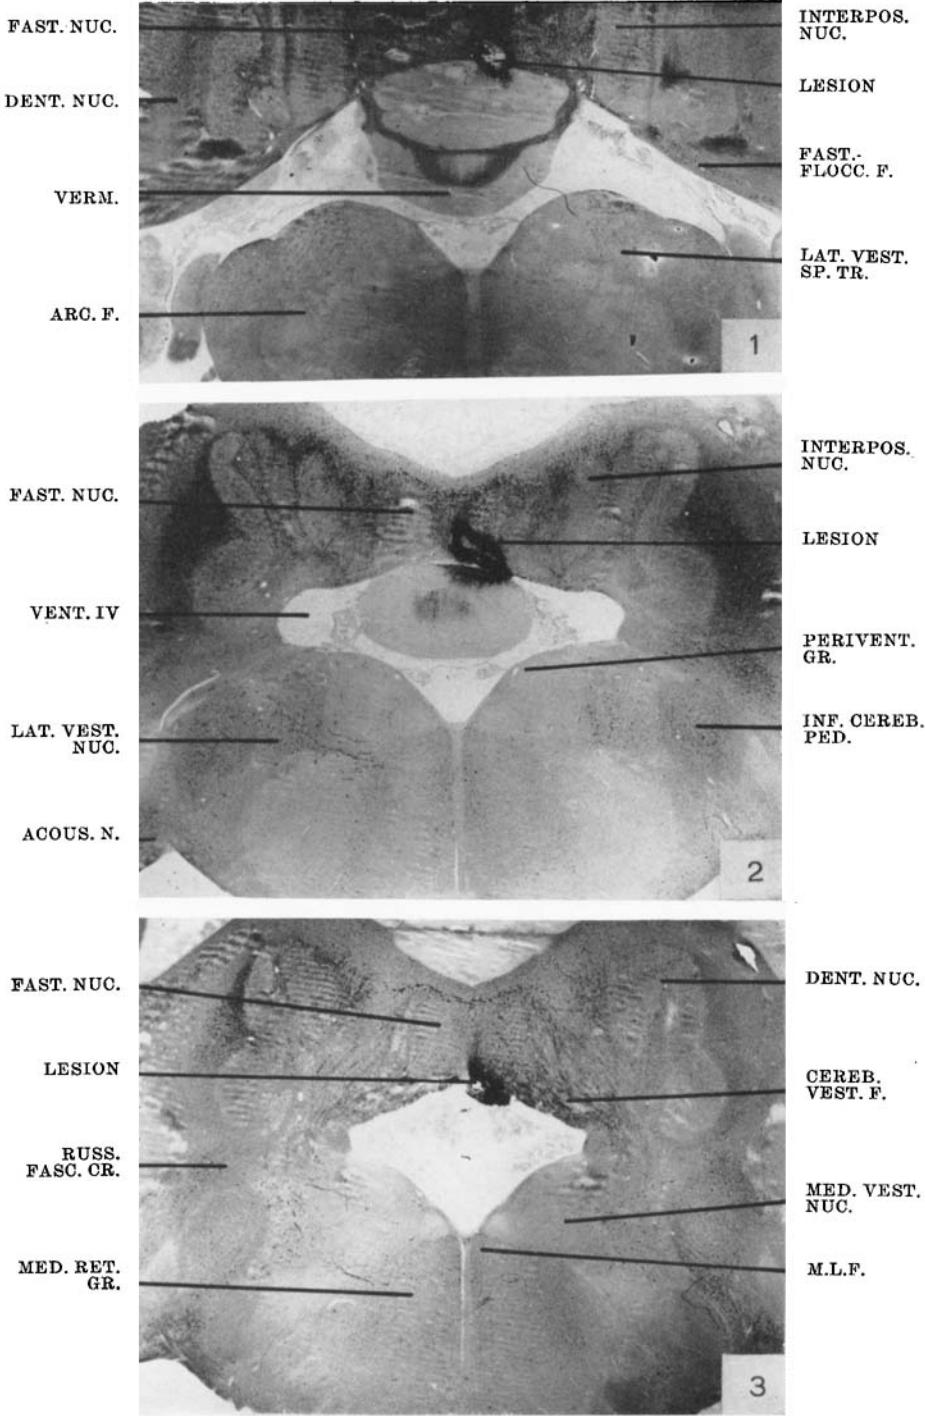 FAST. NUC.
DENT. NUC.
VERM.
ARC. F.
INTERPOS.
NUC.
LESION
FAST.-
FLOCC. F.
LAT. VEST.
SP. TR.
1
FAST. NUC.
VENT. IV
LAT. VEST.
NUC.
ACOUS. N.
INTERPOS.
NUC.
LESION
PERIVENT.
GR.
INF. CEREB.
PED.
2
FAST. NUC.
LESION
RUSS.
FASC. CR.
MED. RET.
GR.
DENT. NUC.
CEREB.
VEST. F.
MED. VEST.
NUC.
M.L.F.
3